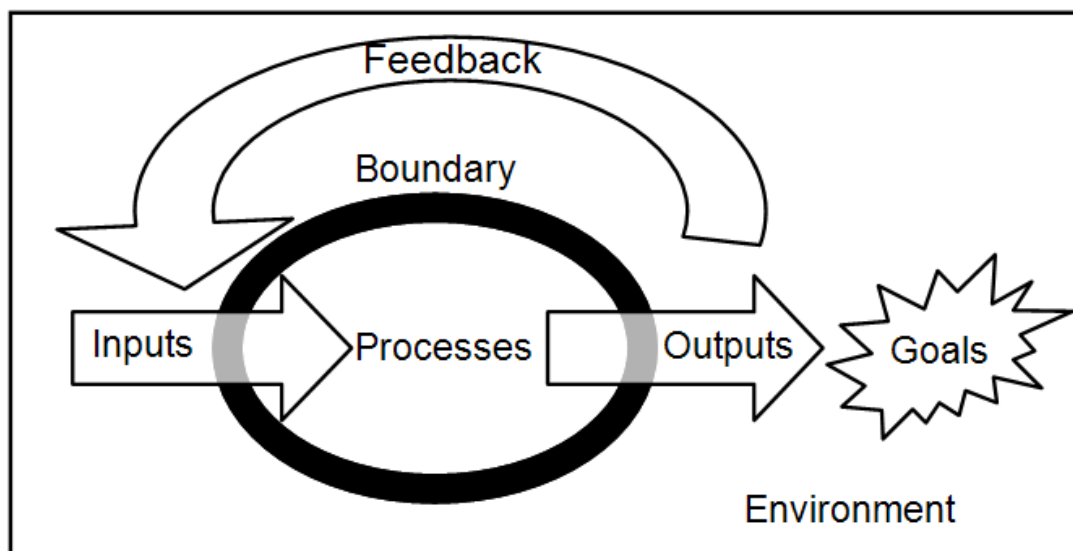 Feedback
Boundary
Inputs
Processes
Outputs
Goals
Environment